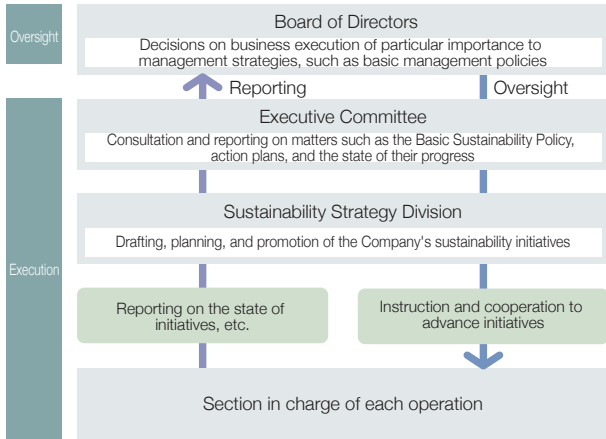 Oversight
Board of Directors
Decisions on business execution of particular importance to
management strategies, such as basic management policies
Reporting
Oversight
Execution
Executive Committee
Consultation and reporting on matters such as the Basic Sustainability Policy,
action plans, and the state of their progress
Sustainability Strategy Division
Drafting, planning, and promotion of the Company's sustainability initiatives
Reporting on the state of
initiatives, etc.
Instruction and cooperation to
advance initiatives
Section in charge of each operation